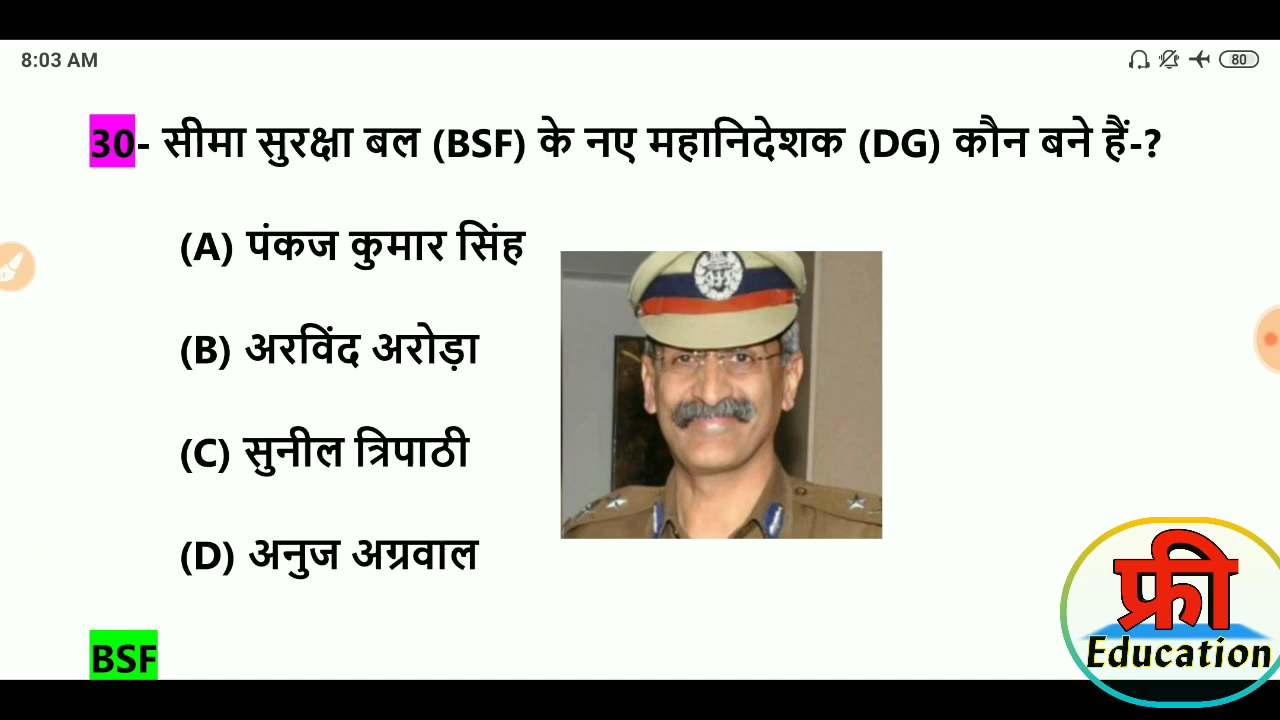 8:03 AM
80
30- सीमा सुरक्षा बल (BSF) के नए महानिदेशक (DG) कौन बने हैं-?
(A) पंकज कुमार सिंह
(B) अरविंद अरोड़ा
(C) सुनील त्रिपाठी
(D) अनुज अग्रवाल
BSF
फ्री
Education